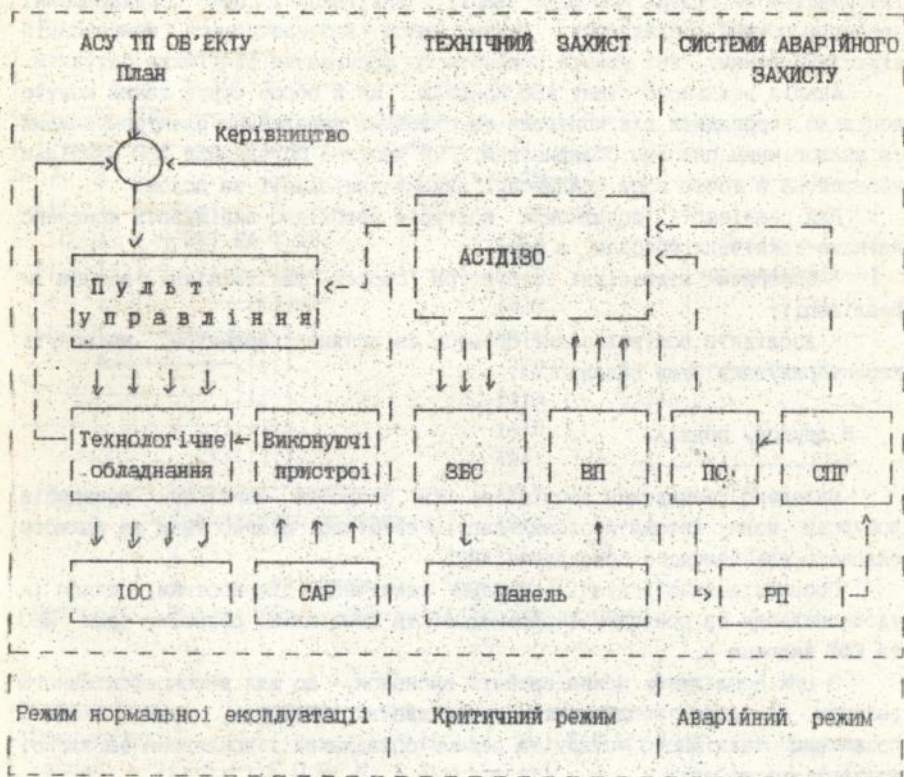 АСУ ТП ОБ'ЄКТУ
План
Керівництво
Пульт
управління
Технологічне
обладнання
Виконуючі
пристрої
ІОС
САР
Режим нормальної експлуатації
ТЕХНІЧНИЙ ЗАХИСТ
АСТДіЗО
ЗЕС
ВП
Панель
Критичний режим
СИСТЕМИ АВАРІЙНОГО
ЗАХИСТУ
ПС
СПГ
РП
Аварійний режим